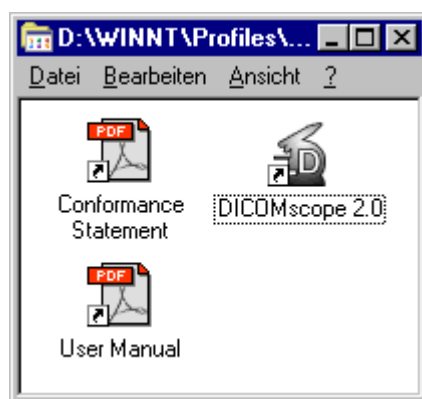 D:\WINNT\Profiles\...
Datei Bearbeiten Ansicht ?
PDF
Conformance
Statement
D
DICOMscope 2.0
PDF
User Manual